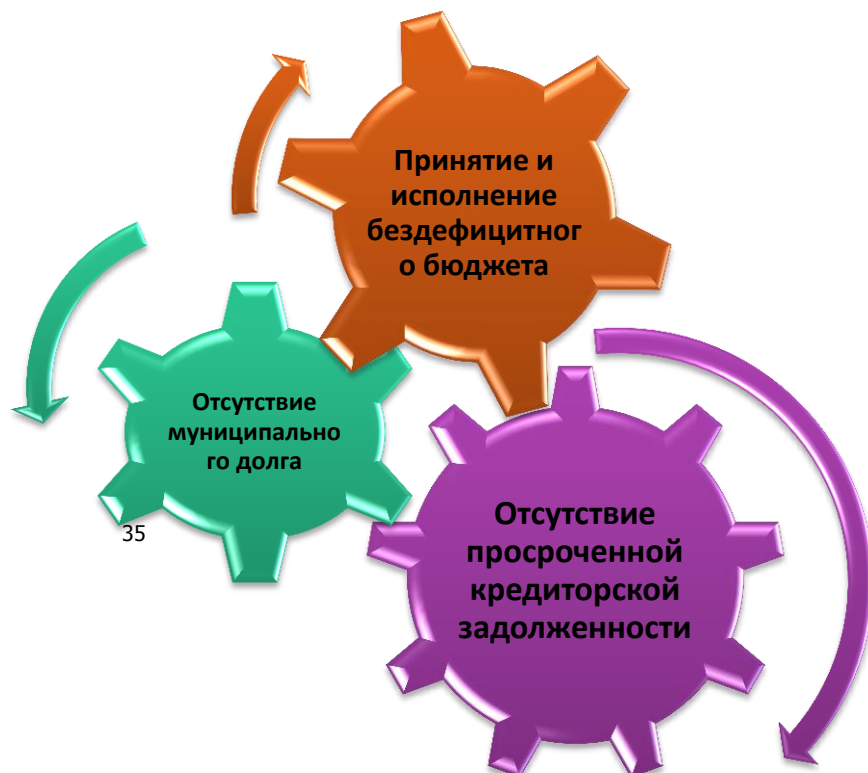 Принятие и
исполнение
бездефицитног
о бюджета
Отсутствие
муниципально
го долга
35
Отсутствие
просроченной
кредиторской
задолженности